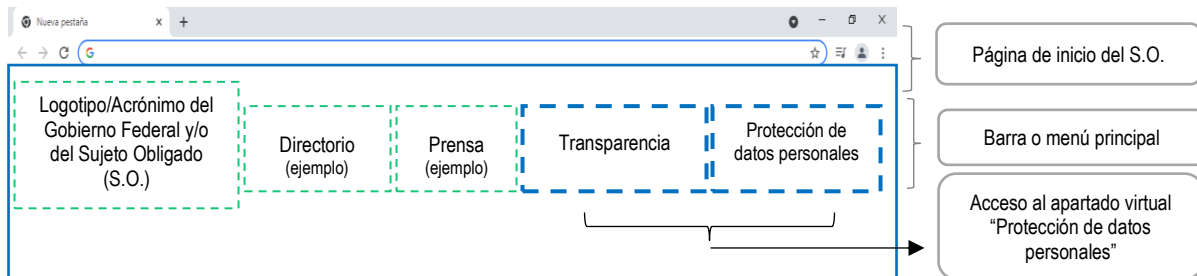 Nueva pestaña
Página de inicio del S.O.
Logotipo/Acrónimo del
Gobierno Federal y/o
del Sujeto Obligado
(S.O.)
Directorio
(ejemplo)
Prensa
(ejemplo)
Transparencia
Protección de
datos personales
Barra o menú principal
Acceso al apartado virtual
“Protección de datos
personales”